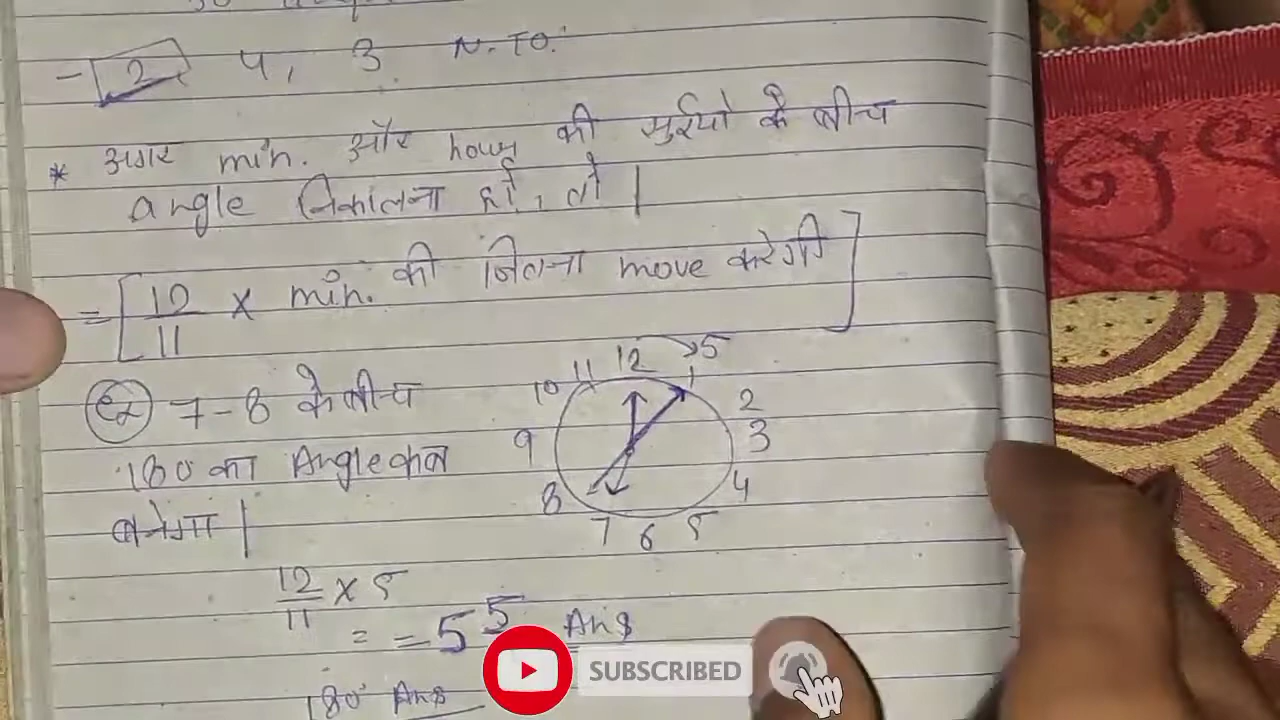 - 2 4, 3 N.TO.
* अगर min. और hour की सुईयो के बीच
angle निकालना हो, तो |
= [12/11 × min. की जितना move करेगी]
Ex 7-8 के बीच
180 का Angle कब
बनेगा |
12 5
11 1
10 2
9 3
8 4
7 6 5
12/11 × 5
= = 5 5 Ans
SUBSCRIBED
180° Ans